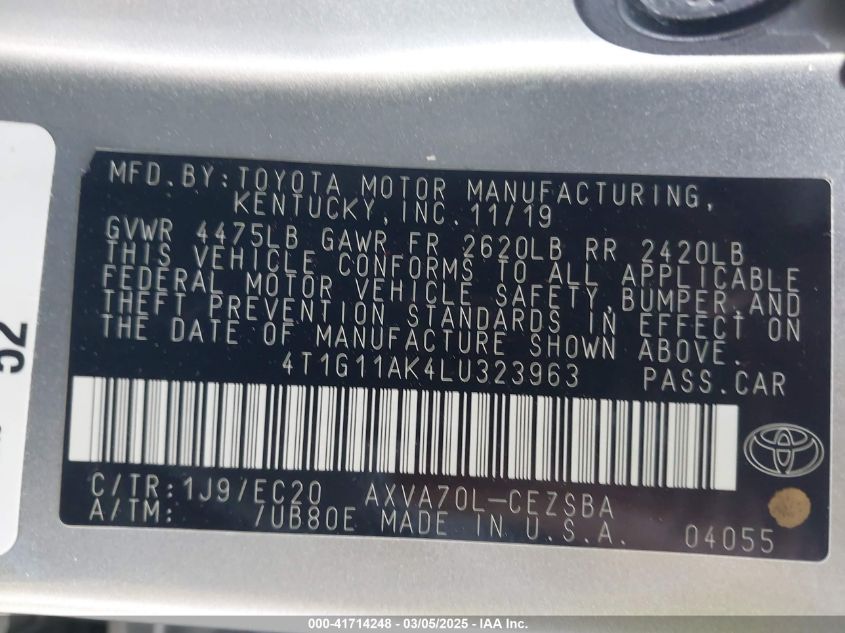 52
MFD.BY:TOYOTA MOTOR MANUFACTURING,
KENTUCKY,INC.11/19
GVWR 4475LB GAWR FR 2620LB RR 2420LB
THIS VEHICLE CONFORMS TO ALL APPLICABLE
FEDERAL MOTOR VEHICLE SAFETY,BUMPER,AND
THEFT PREVENTION STANDARDS IN EFFECT ON
THE DATE OF MANUFACTURE SHOWN ABOVE.
4T1G11AK4LU323963 PASS.CAR
C/TR:1J9/EC20 AXVA70L-CEZSBA
A/TM: /UB80E MADE IN U.S.A. 04055
000-41714248 - 03/05/2025 - IAA Inc.